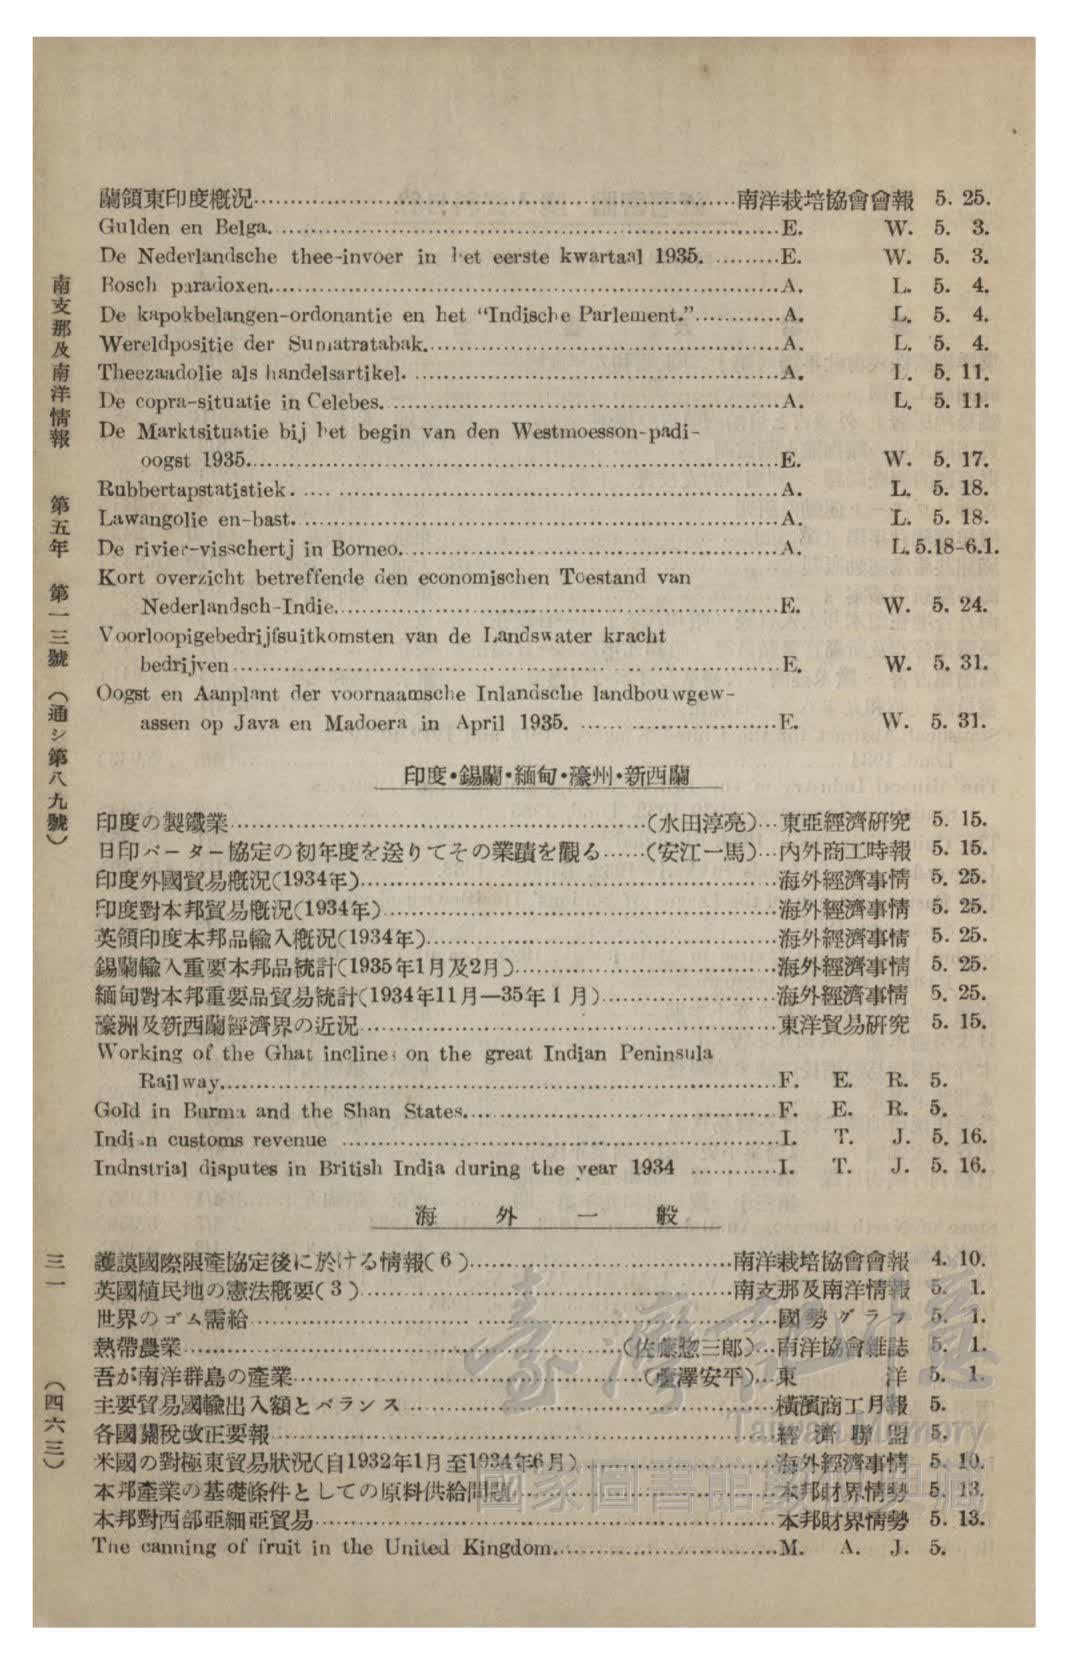 南支那及南洋情報 第五年 第一三號 (通シ第八九號)
三一
(四六三)
蘭領東印度槪況……南洋栽培協會會報 5. 25.
Gulden en Belga.……E. W. 5. 3.
De Nederlandsche thee-invoer in het eerste kwartaal 1935.……E. W. 5. 3.
Bosch paradoxen……A. L. 5. 4.
De kapokbelangen-ordonantie en het “Indische Parlement.”……A. L. 5. 4.
Wereldpositie der Sumatratabak.……A. L. 5. 4.
Theezaadolie als handelsartikel.……A. L. 5. 11.
De copra-situatie in Celebes.……A. L. 5. 11.
De Marktsituatie bij het begin van den Westmoesson-padi-
oogst 1935.……E. W. 5. 17.
Rubbertapstatistiek.……A. L. 5. 18.
Lawangolie en-bast.……A. L. 5. 18.
De rivier-visschertj in Borneo.……A. L. 5.18-6.1.
Kort overzicht betreffende den economischen Toestand van
Nederlandsch-Indie.……E. W. 5. 24.
Voorloopigebedrijfsuitkomsten van de Landswater kracht
bedrijven……E. W. 5. 31.
Oogst en Aanplant der voornaamsche Inlandsche landbouwgew-
assen op Java en Madoera in April 1935.……E. W. 5. 31.
印度・錫蘭・緬甸・濠州・新西蘭
印度の製鐵業……(水田淳亮)…東亞經濟硏究 5. 15.
日印バーター協定の初年度を送りてその業蹟を觀る……(安江一馬)…內外商工時報 5. 15.
印度外國貿易槪況(1934年)……海外經濟事情 5. 25.
印度對本邦貿易槪況(1934年)……海外經濟事情 5. 25.
英領印度本邦品輸入槪況(1934年)……海外經濟事情 5. 25.
錫蘭輸入重要本邦品統計(1935年1月及2月)……海外經濟事情 5. 25.
緬甸對本邦重要品貿易統計(1934年11月—35年1月)……海外經濟事情 5. 25.
濠洲及新西蘭經濟界の近況……東洋貿易硏究 5. 15.
Working of the Ghat inclines on the great Indian Peninsula
Railway.……F. E. R. 5.
Gold in Burma and the Shan States.……F. E. R. 5.
Indian customs revenue ……I. T. J. 5. 16.
Indnstrial disputes in British India during the year 1934 ……I. T. J. 5. 16.
海外一般
護謨國際限產協定後に於ける情報(6)……南洋栽培協會會報 4. 10.
英國植民地の憲法槪要(3)……南支那及南洋情報 5. 1.
世界のゴム需給……國勢グラフ 5. 1.
熱帶農業……(佐藤惣三郞)…南洋協會雜誌 5. 1.
吾が南洋群島の產業……(臺澤安平)…東洋 5. 1.
主要貿易國輸出入額とバランス……橫濱商工月報 5.
各國關稅改正要報……經濟聯盟 5.
米國の對極東貿易狀況(自1932年1月至1934年6月)……海外經濟事情 5. 10.
本邦產業の基礎條件としての原料供給問題……本邦財界情勢 5. 13.
本邦對西部亞細亞貿易……本邦財界情勢 5. 13.
The canning of fruit in the United Kingdom.……M. A. J. 5.
臺灣記憶
Taiwan Memory
國家圖書館數位典藏